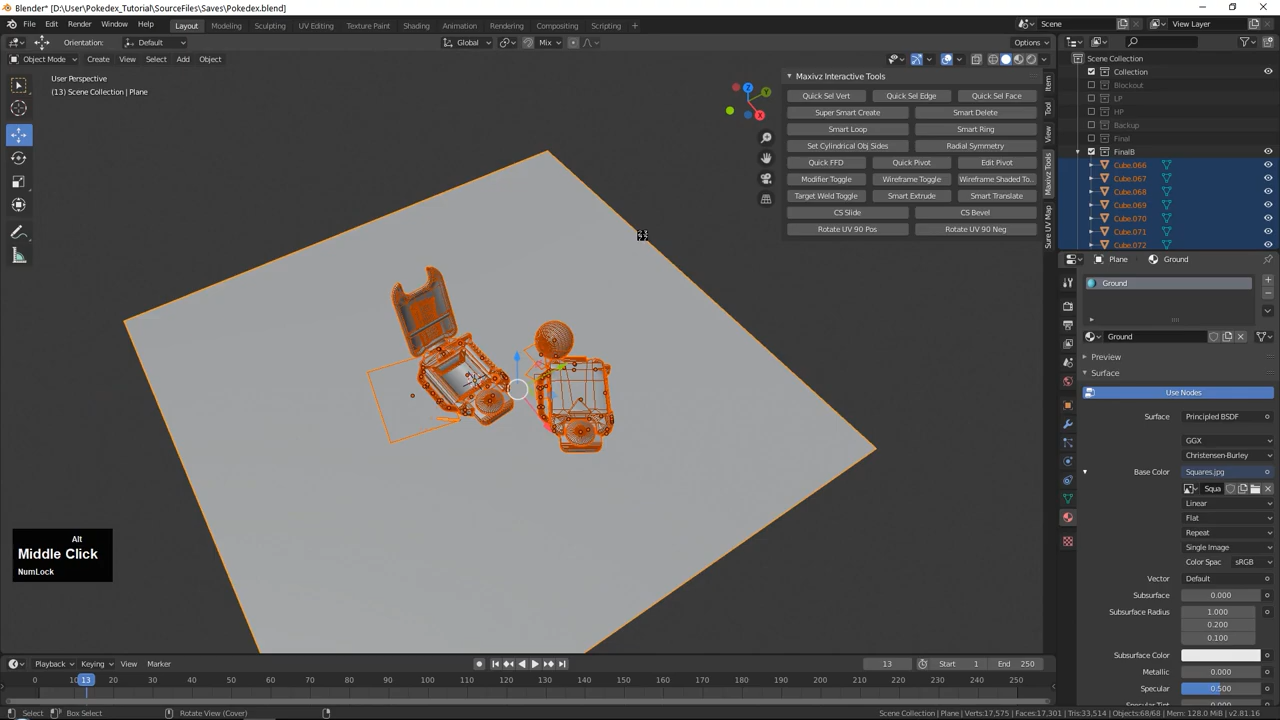 Blender* [D:\User\Pokedex_Tutorial\SourceFiles\Saves\Pokedex.blend]
File Edit Render Window Help Layout Modeling Sculpting UV Editing Texture Paint Shading Animation Rendering Compositing Scripting + Scene View Layer
Orientation: Default Global Mix Options
Object Mode Create View Select Add Object
User Perspective
(13) Scene Collection | Plane
Maxivz Interactive Tools
Quick Sel Vert Quick Sel Edge Quick Sel Face
Super Smart Create Smart Delete
Smart Loop Smart Ring
Set Cylindrical Obj Sides Radial Symmetry
Quick FFD Quick Pivot Edit Pivot
Modifier Toggle Wireframe Toggle Wireframe Shaded To...
Target Weld Toggle Smart Extrude Smart Translate
CS Slide CS Bevel
Rotate UV 90 Pos Rotate UV 90 Neg
Item
Tool
View
Maxivz Tools
Sure UV Map
Z
Y
X
Scene Collection
Collection
Blockout
LP
HP
Backup
Final
FinalB
Cube.066
Cube.067
Cube.068
Cube.069
Cube.070
Cube.071
Cube.072
Plane Ground
Ground
Ground
Preview
Surface
Use Nodes
Surface Principled BSDF
GGX
Christensen-Burley
Base Color Squares.jpg
Squa
Linear
Flat
Repeat
Single Image
Color Spac sRGB
Vector Default
Subsurface 0.000
Subsurface Radius 1.000
0.200
0.100
Subsurface Color
Metallic 0.000
Specular 0.500
Alt
Middle Click
NumLock
Playback Keying View Marker 13 Start 1 End 250
0 10 13 20 30 40 50 60 70 80 90 100 110 120 130 140 150 160 170 180 190 200 210 220 230 240 250
Select Box Select Rotate View (Cover) Scene Collection | Plane | Verts:17,575 | Faces:17,301 | Tris:33,514 | Objects:68/68 | Mem: 128.0 MiB | v2.81.16